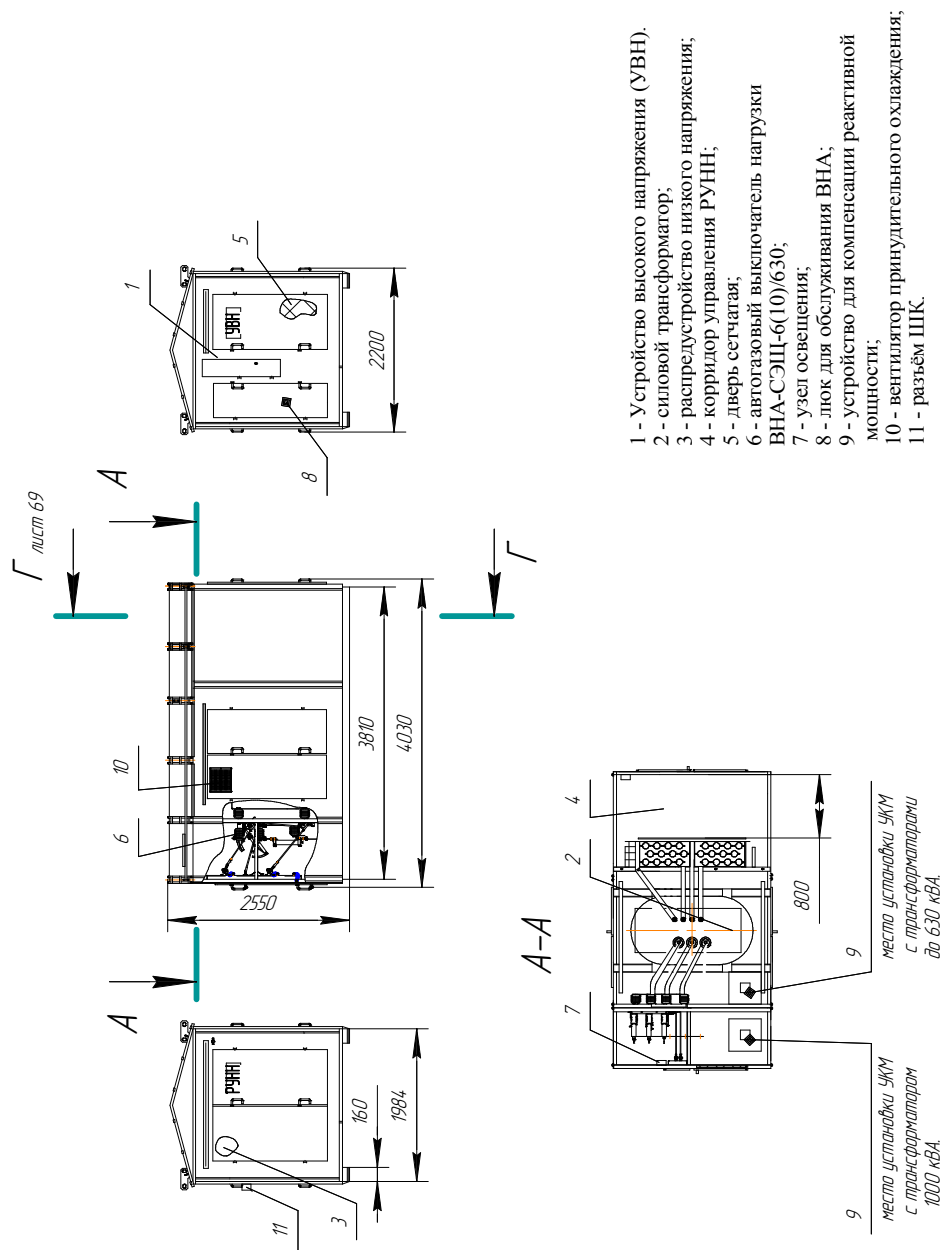 Г
лист 69
А
А
Г
1
5
УВН
8
2200
10
6
3810
4030
2550
РУНН
160
1984
11
3
А-А
4
2
7
800
9
место установки УКМ
с трансформаторами
до 630 кВА.
9
место установки УКМ
с трансформатором
1000 кВА.
1 - Устройство высокого напряжения (УВН).
2 - силовой трансформатор;
3 - распредустройство низкого напряжения;
4 - корридор управления РУНН;
5 - дверь сетчатая;
6 - автогазовый выключатель нагрузки
ВНА-СЭЩ-6(10)/630;
7 - узел освещения;
8 - люк для обслуживания ВНА;
9 - устройство для компенсации реактивной
мощности;
10 - вентилятор принудительного охлаждения;
11 - разъём ШК.